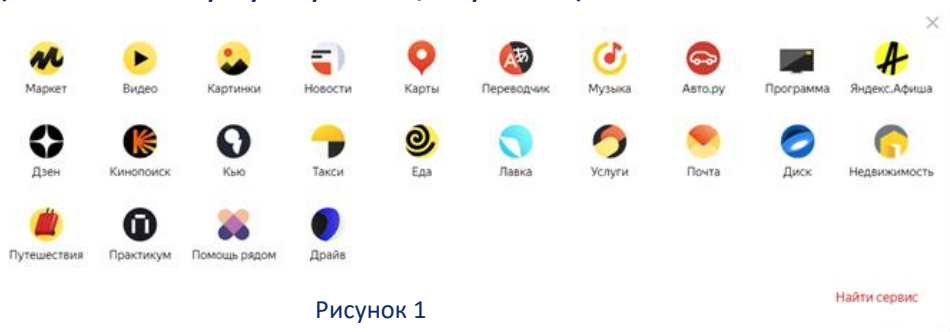 Маркет Видео Картинки Новости Карты Переводчик Музыка Авто.ру Программа Яндекс.Афиша
Дзен Кинопоиск Кью Такси Еда Лавка Услуги Почта Диск Недвижимость
Путешествия Практикум Помощь рядом Драйв
Найти сервис
Рисунок 1